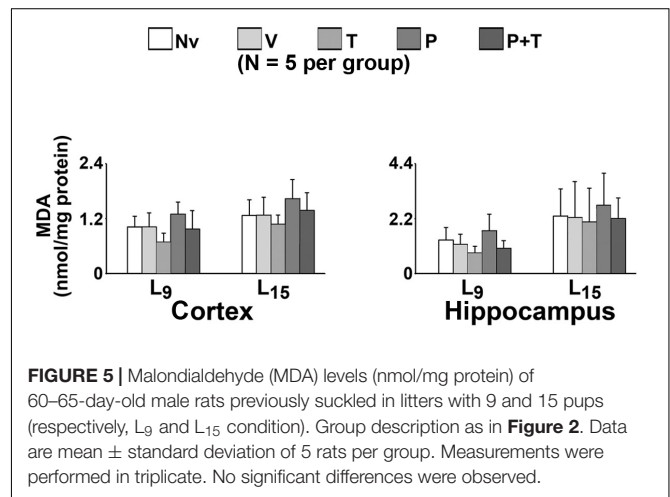 Nv V T P P+T
(N = 5 per group)
MDA
(nmol/mg protein)
2.4
1.2
0
L9 L15
Cortex
4.4
2.2
0
L9 L15
Hippocampus
FIGURE 5 | Malondialdehyde (MDA) levels (nmol/mg protein) of
60–65-day-old male rats previously suckled in litters with 9 and 15 pups
(respectively, L9 and L15 condition). Group description as in Figure 2. Data
are mean ± standard deviation of 5 rats per group. Measurements were
performed in triplicate. No significant differences were observed.